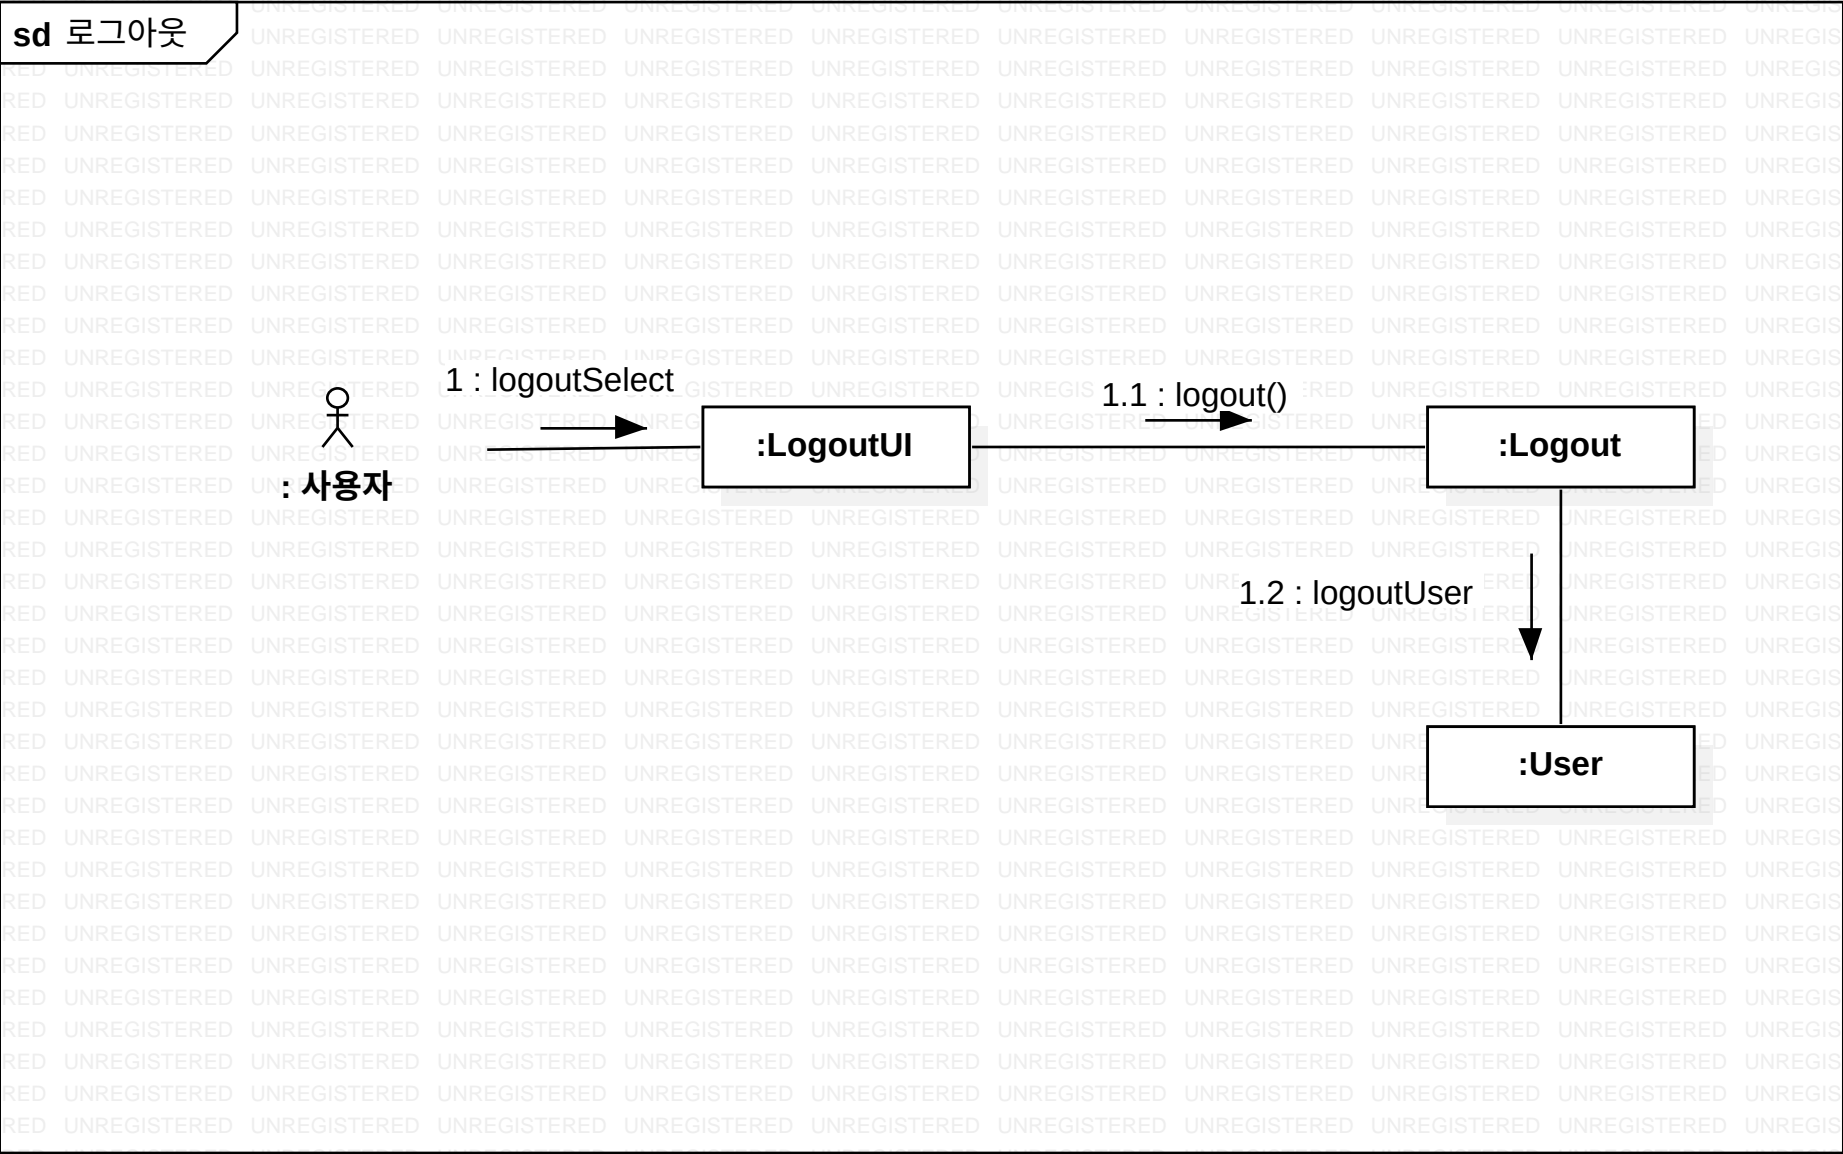 sd 로그아웃
1 : logoutSelect
1.1 : logout()
: 사용자
:LogoutUI
:Logout
1.2 : logoutUser
:User
UNREGISTERED